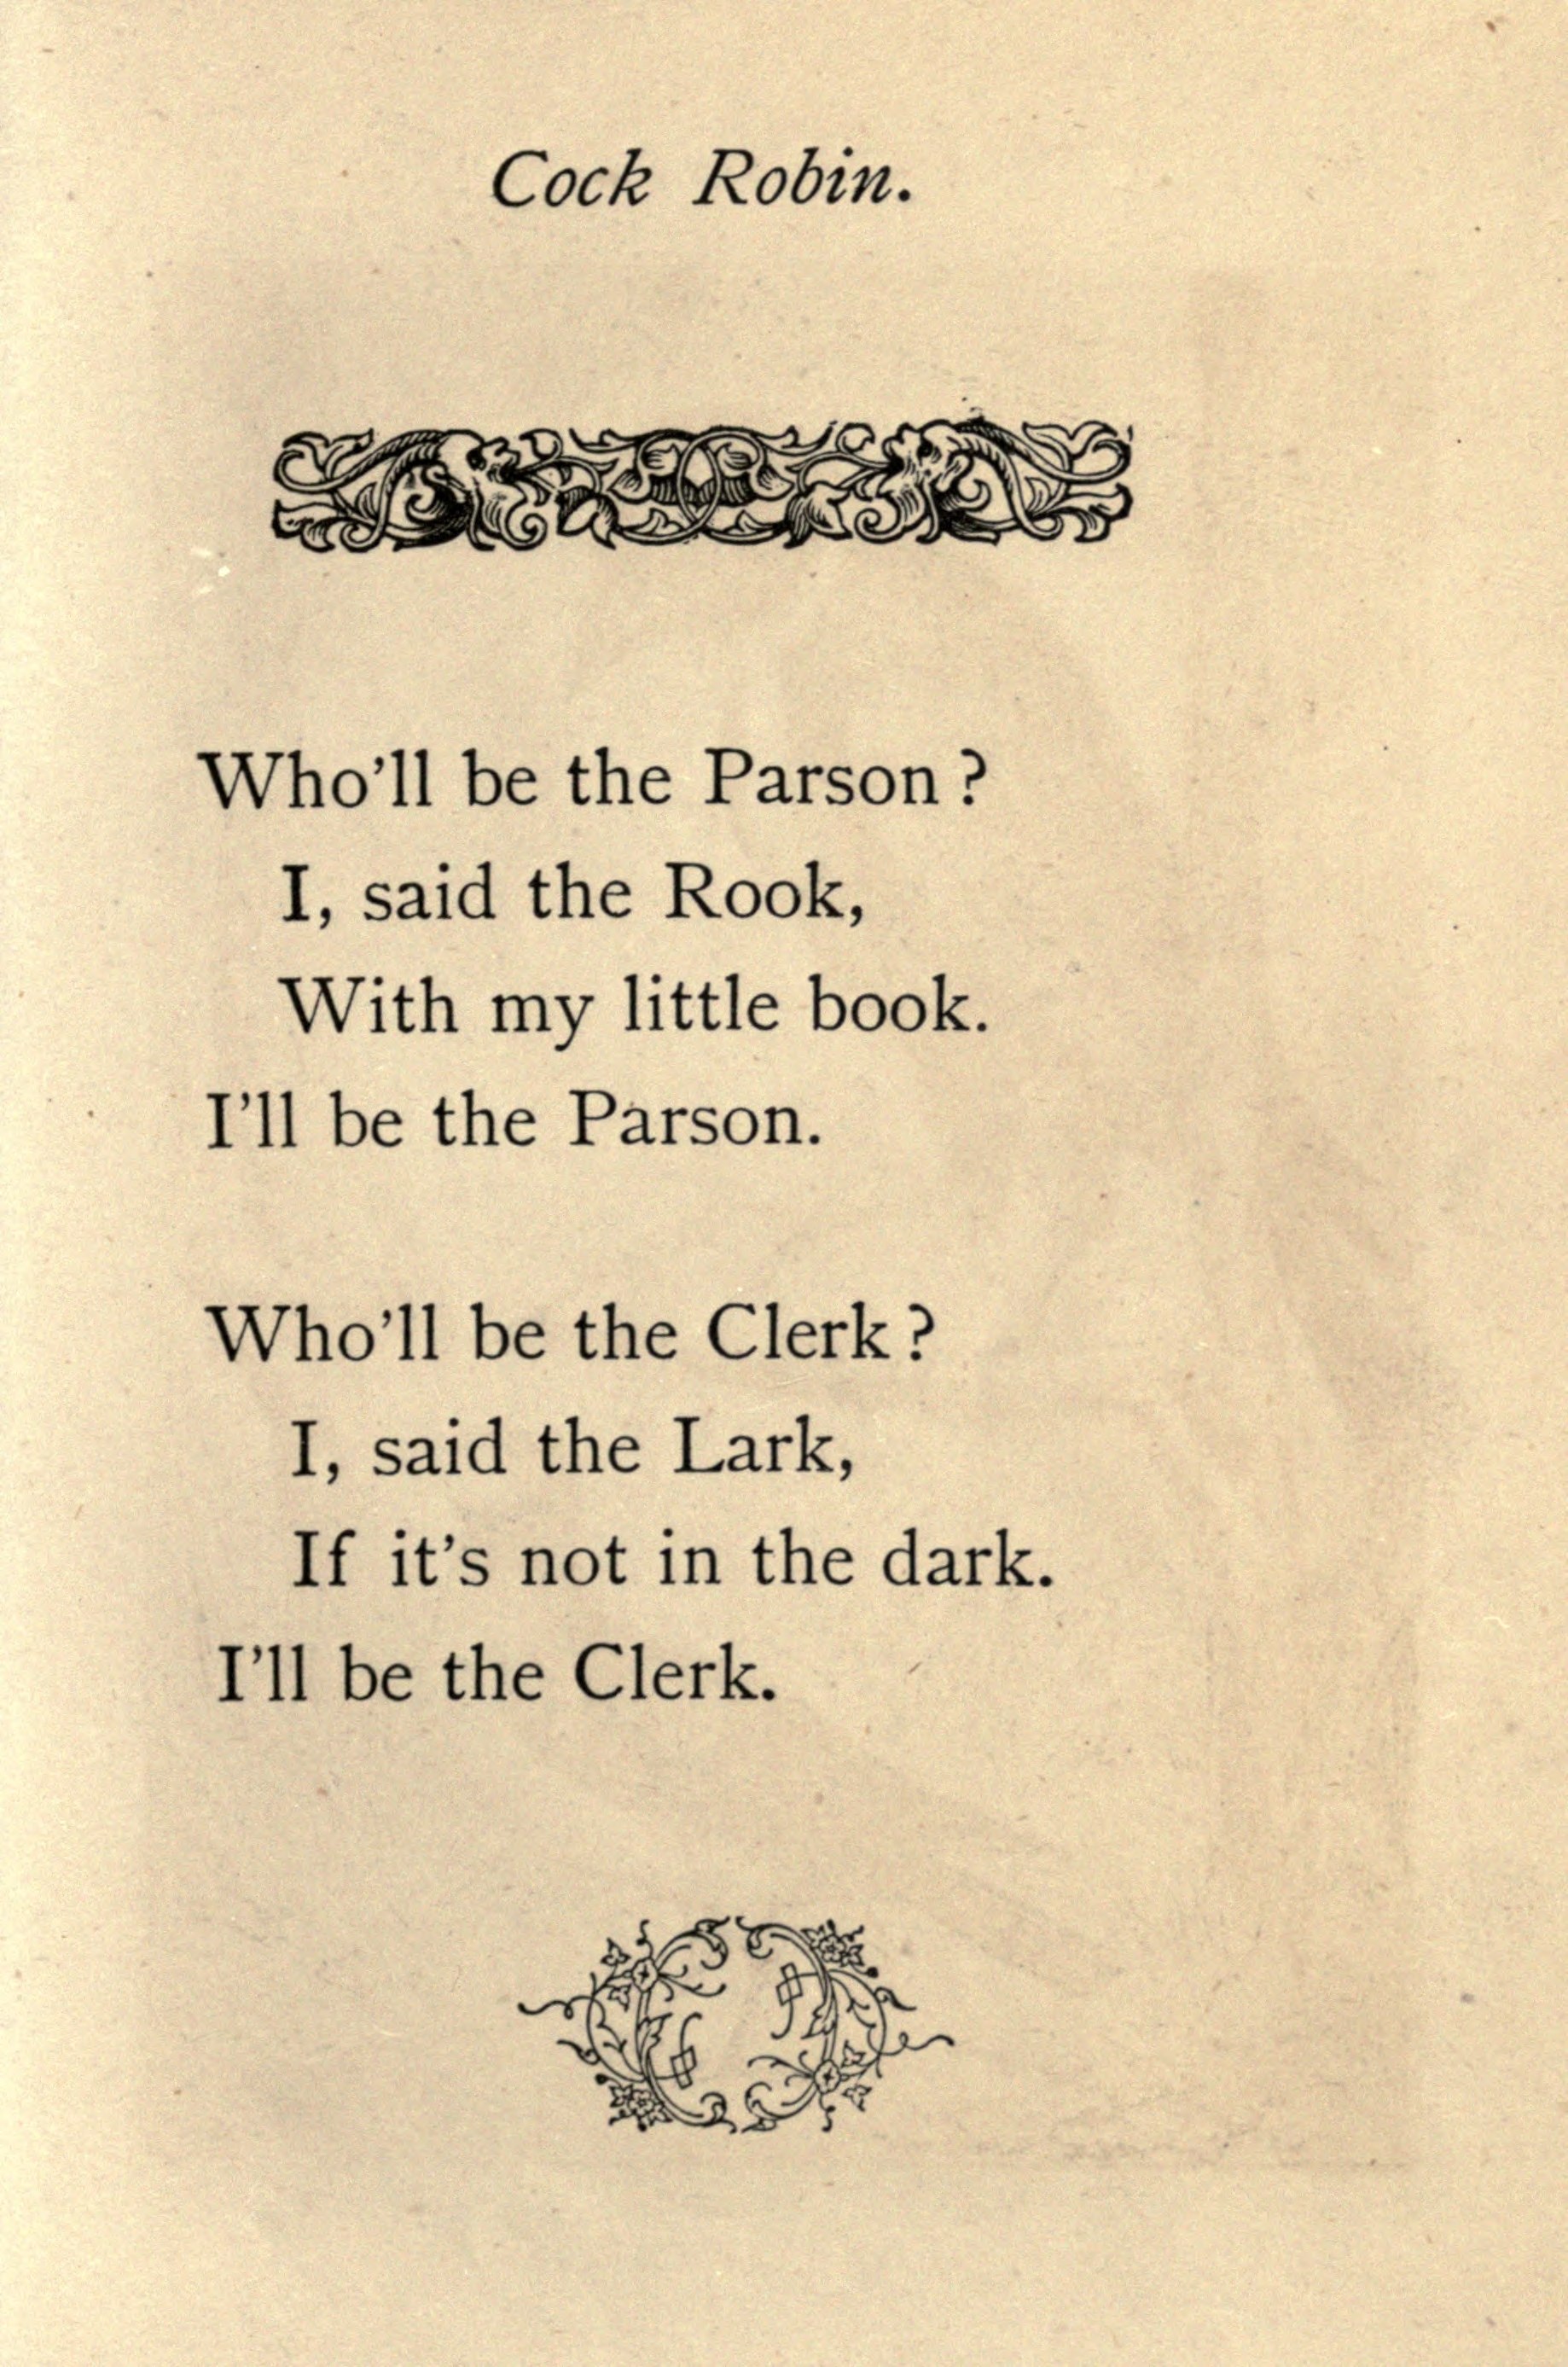 Cock Robin.
Who’ll be the Parson ?
I, said the Rook,
With my little book.
I’ll be the Parson.
Who’ll be the Clerk ?
I, said the Lark,
If it’s not in the dark.
I’ll be the Clerk.